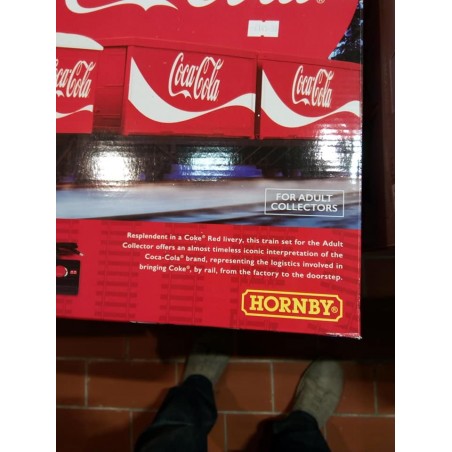 Coca-Cola®
Coca-Cola
Coca-Cola
Coca-Cola
FOR ADULT
COLLECTORS
Resplendent in a Coke® Red livery, this train set for the Adult
Collector offers an almost timeless iconic interpretation of the
Coca-Cola® brand, representing the logistics involved in
bringing Coke®, by rail, from the factory to the doorstep.
HORNBY®